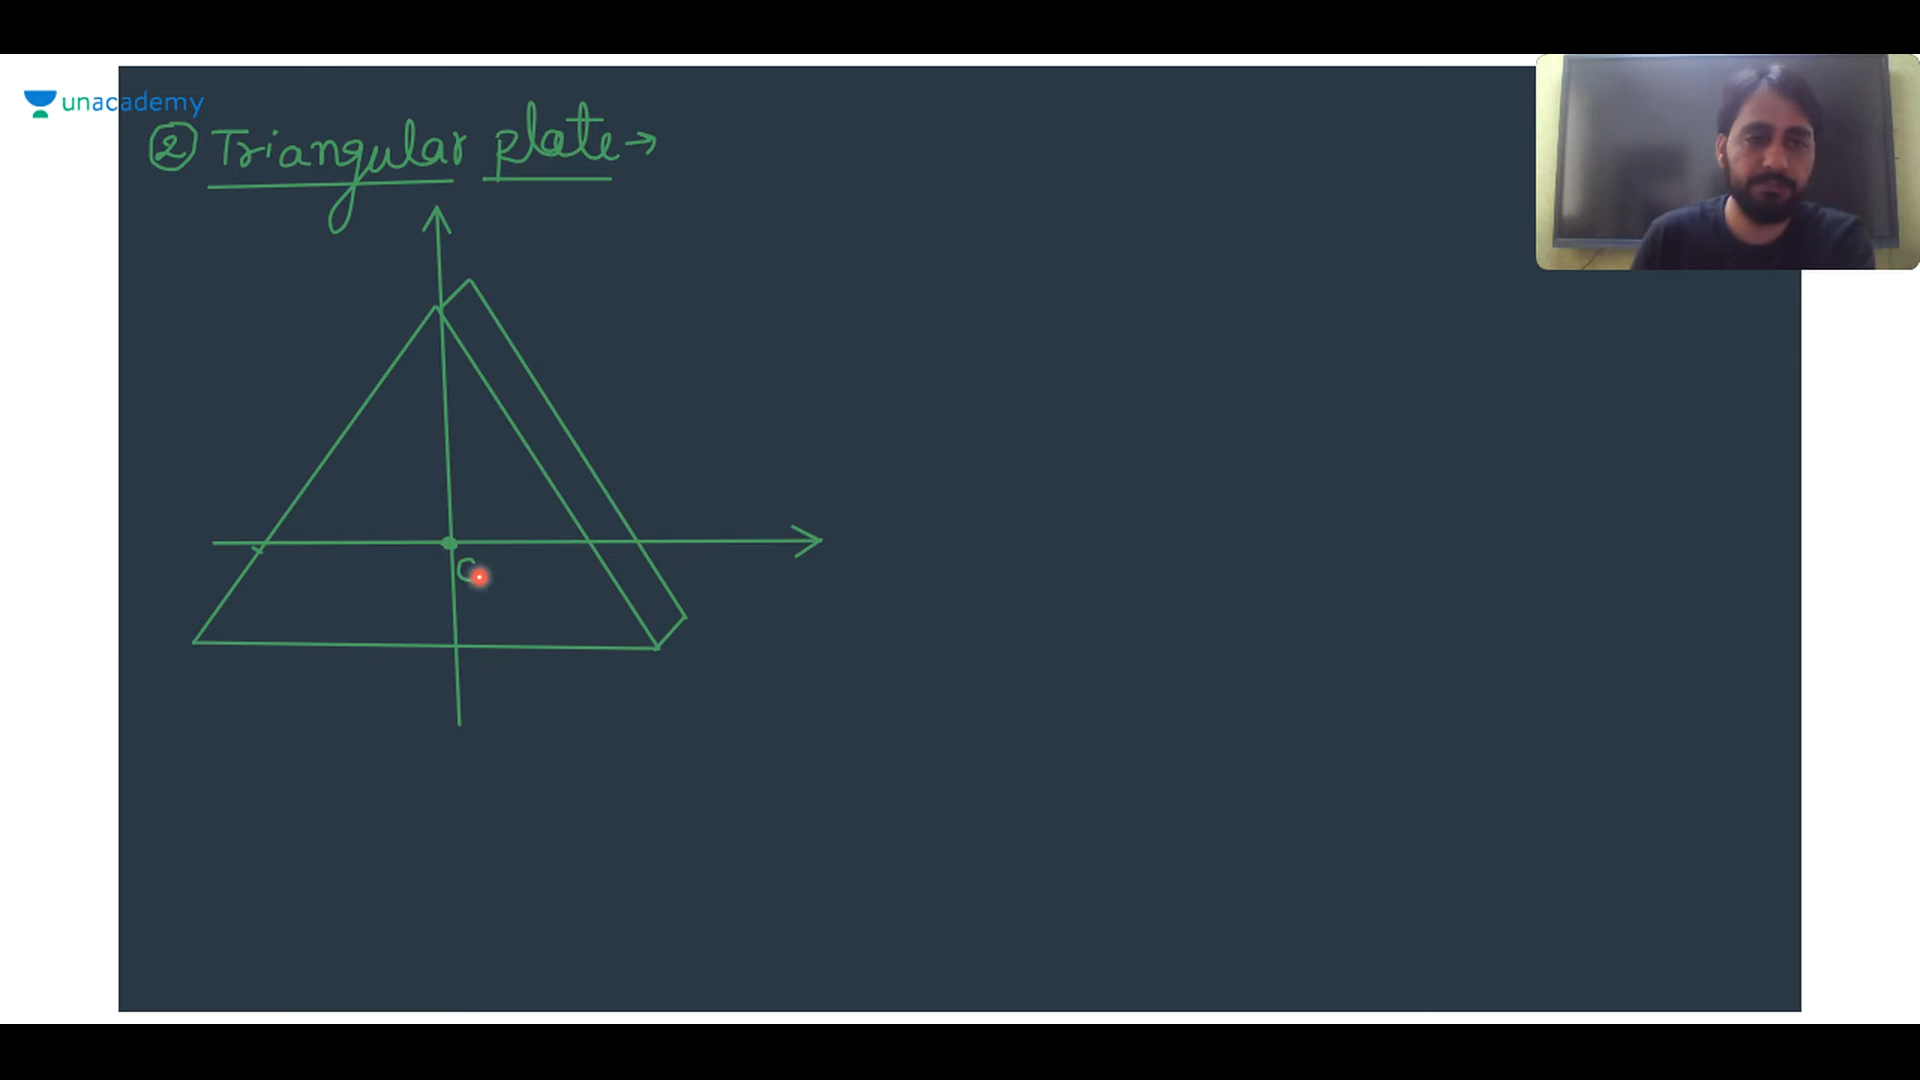 unacademy
② Triangular plate →
C